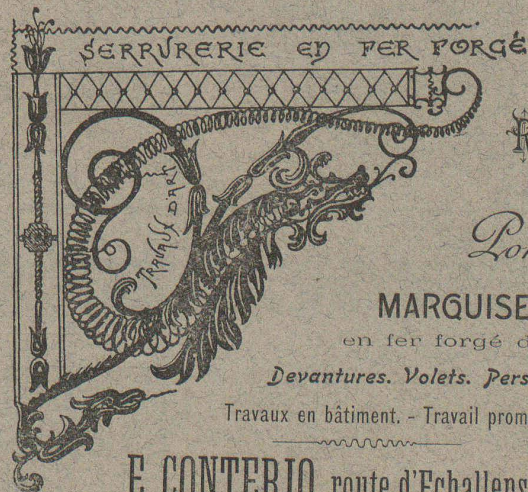 SERRURERIE EN FER FORGÉ
TRAVAUX D'ART
MARQUISE
en fer forgé d
Devantures. Volets. Pers
Travaux en bâtiment. - Travail prom
E. CONTERIO, route d'Echallens